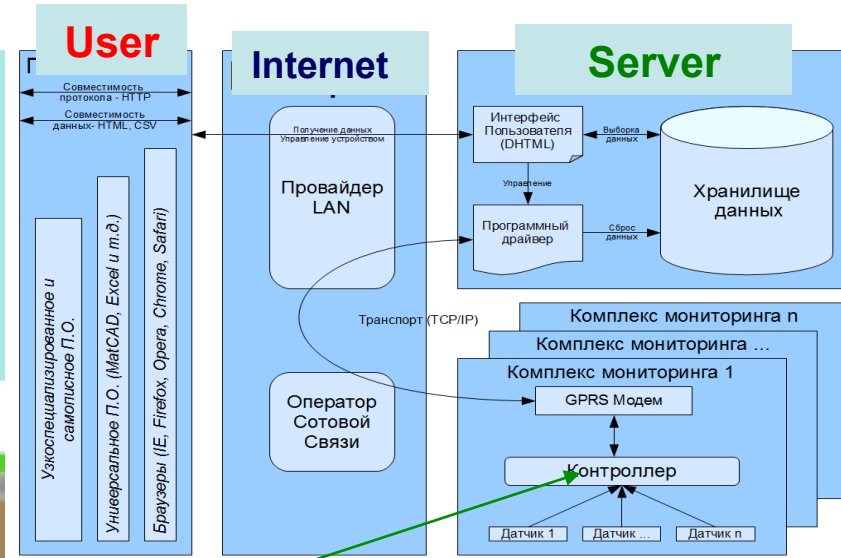 User
Internet
Server
Совместимость
протокола - HTTP
Совместимость
данных- HTML, CSV
Узкоспециализированное и
самописное П.О.
Универсальное П.О. (MatCAD, Excel и т.д.)
Браузеры (IE, Firefox, Opera, Chrome, Safari)
Получение данных
Управление устройством
Провайдер
LAN
Оператор
Сотовой
Связи
Интерфейс
Пользователя
(DHTML)
Выборка
данных
Управление
Программный
драйвер
Сброс
данных
Хранилище
данных
Транспорт (TCP/IP)
Комплекс мониторинга n
Комплекс мониторинга ...
Комплекс мониторинга 1
GPRS Модем
Контроллер
Датчик 1
Датчик ...
Датчик n